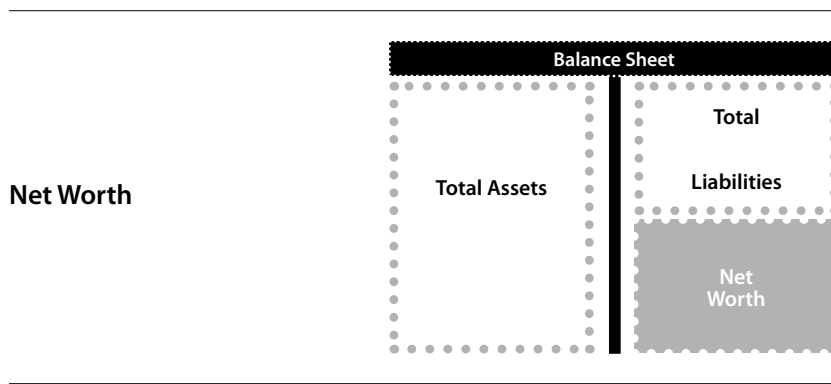 Balance Sheet
Net Worth
Total Assets
Total
Liabilities
Net
Worth